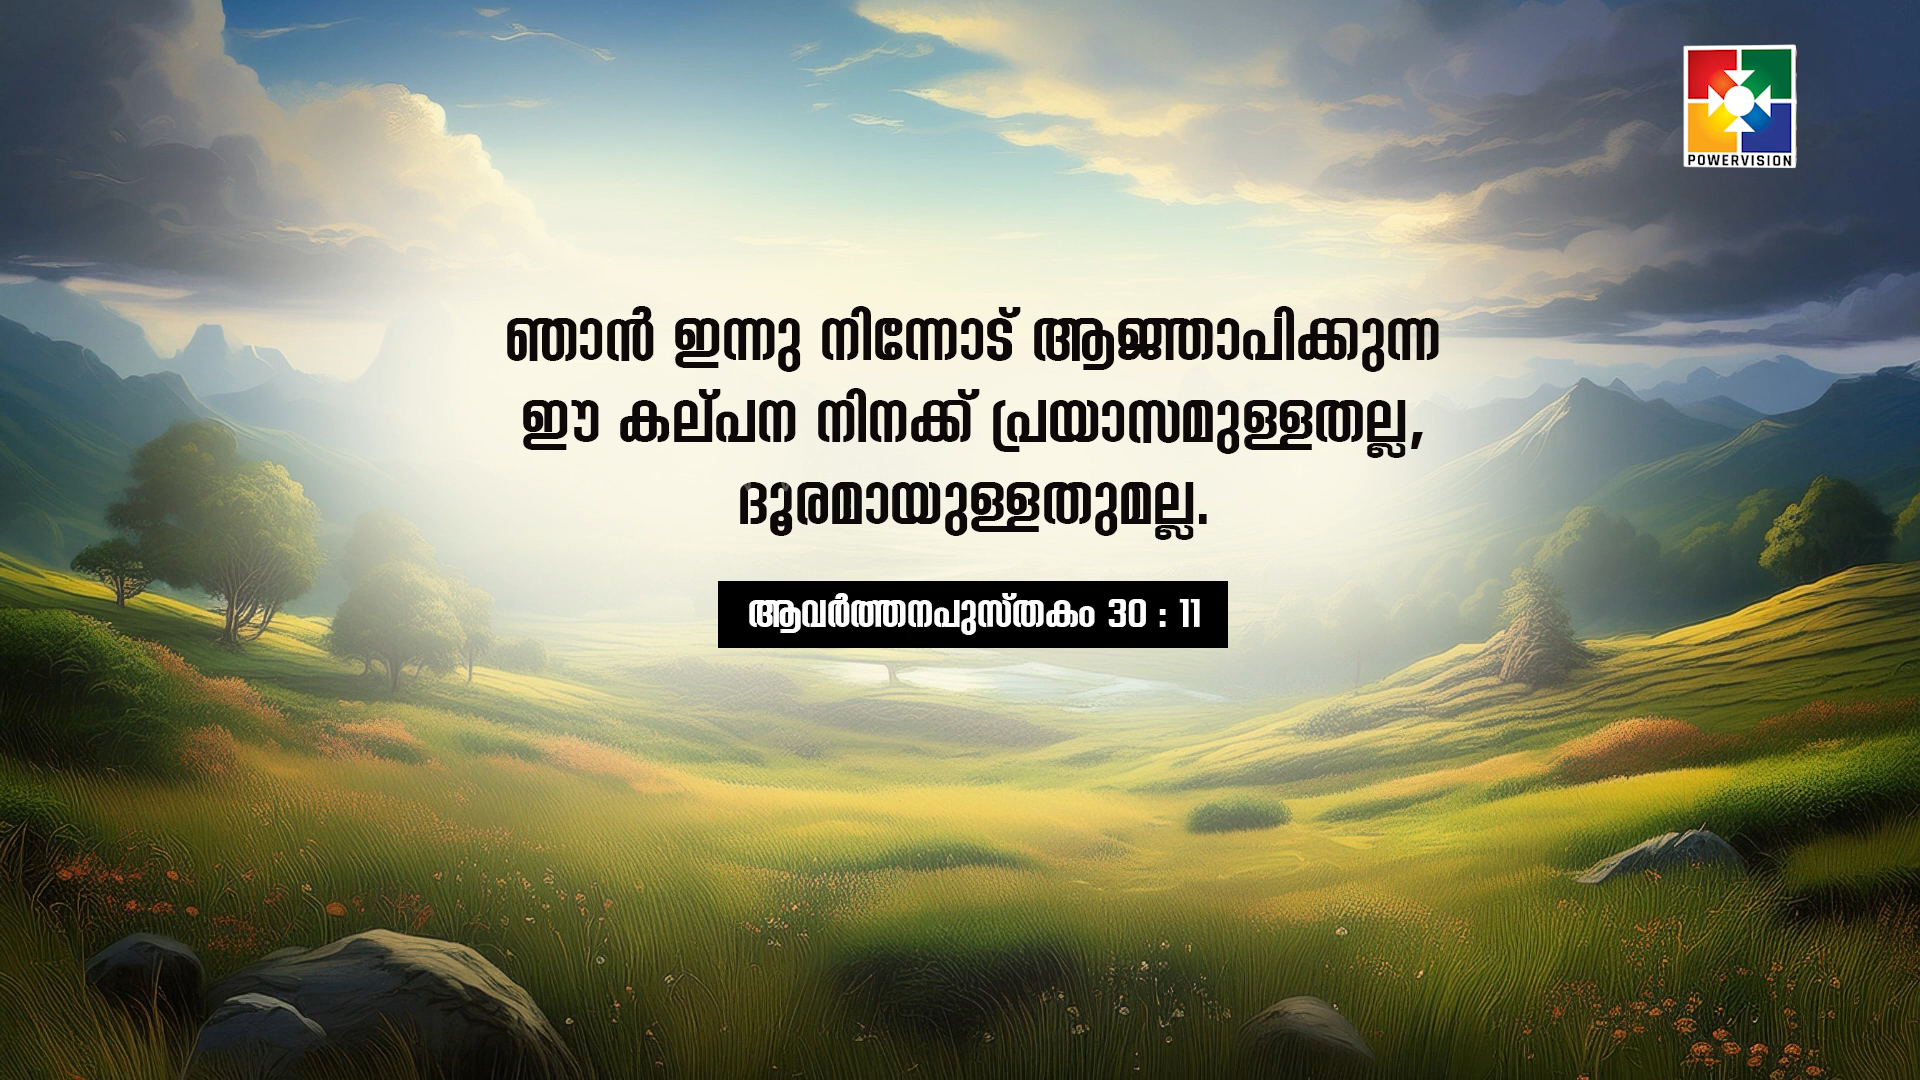 POWERVISION
ഞാൻ ഇന്നു നിന്നോട് ആജ്ഞാപിക്കുന്ന
ഈ കല്പന നിനക്ക് പ്രയാസമുള്ളതല്ല,
ദൂരമായുള്ളതുമല്ല.
ആവർത്തനപുസ്തകം 30 : 11